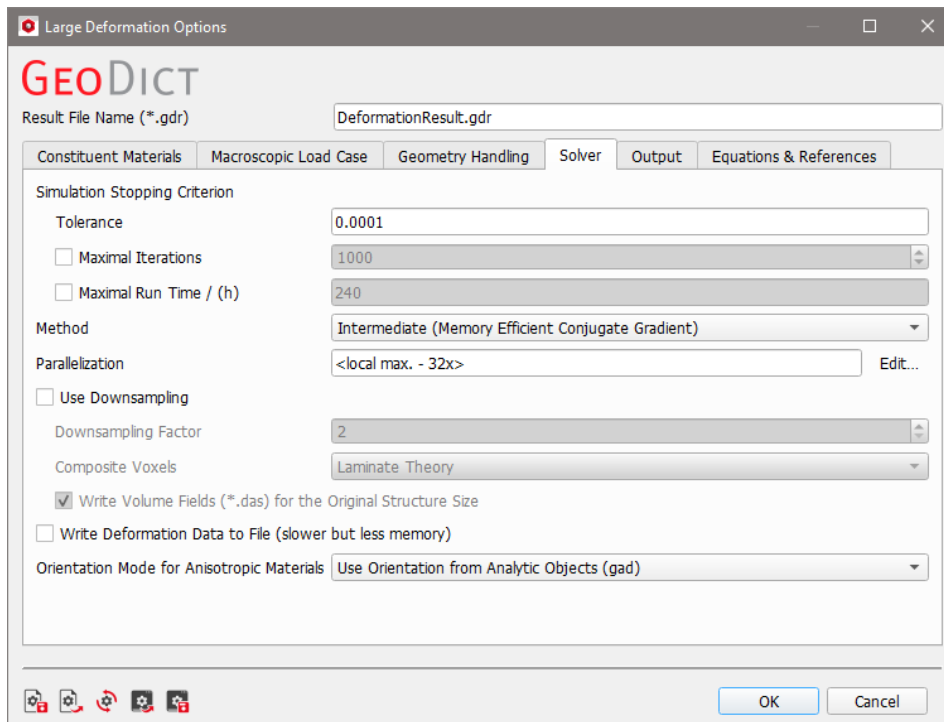 Large Deformation Options
GEODICT
Result File Name (*.gdr) DeformationResult.gdr
Constituent Materials Macroscopic Load Case Geometry Handling Solver Output Equations & References
Simulation Stopping Criterion
Tolerance 0.0001
Maximal Iterations 1000
Maximal Run Time / (h) 240
Method Intermediate (Memory Efficient Conjugate Gradient)
Parallelization <local max. - 32x> Edit...
Use Downsampling
Downsampling Factor 2
Composite Voxels Laminate Theory
Write Volume Fields (*.das) for the Original Structure Size
Write Deformation Data to File (slower but less memory)
Orientation Mode for Anisotropic Materials Use Orientation from Analytic Objects (gad)
OK Cancel